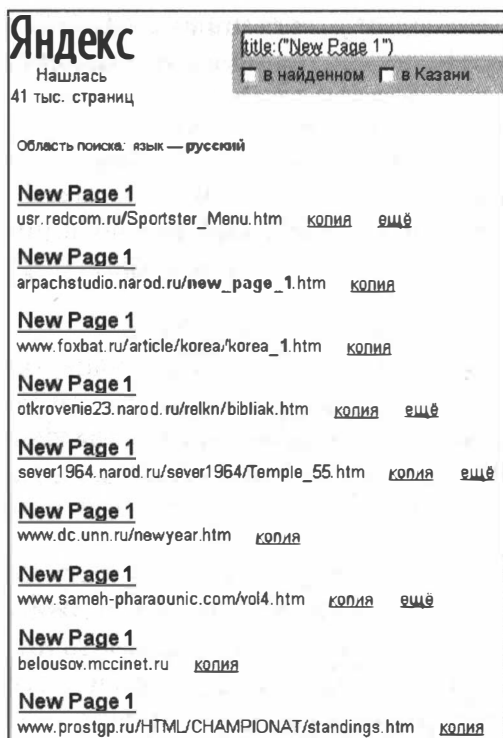 Яндекс
Нашлась
41 тыс. страниц
title:("New Page 1")
в найденном в Казани
Область поиска: язык — русский
New Page 1
usr.redcom.ru/Sportster_Menu.htm копия ещё
New Page 1
arpachstudio.narod.ru/new_page_1.htm копия
New Page 1
www.foxbat.ru/article/korea/korea_1.htm копия
New Page 1
otkrovenie23.narod.ru/relkn/bibliak.htm копия ещё
New Page 1
sever1964.narod.ru/sever1964/Temple_55.htm копия ещё
New Page 1
www.dc.unn.ru/newyear.htm копия
New Page 1
www.sameh-pharaounic.com/vol4.htm копия ещё
New Page 1
belousov.mccinet.ru копия
New Page 1
www.prostgp.ru/HTML/CHAMPIONAT/standings.htm копия